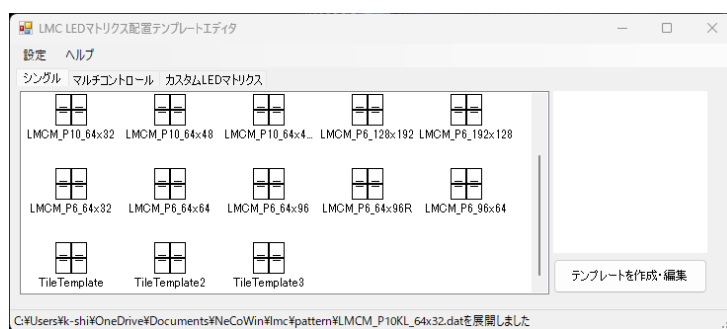 LMC LEDマトリクス配置テンプレートエディタ
設定 ヘルプ
シングル マルチコントロール カスタムLEDマトリクス
LMCM_P10_64x32 LMCM_P10_64x48 LMCM_P10_64x4... LMCM_P6_128x192 LMCM_P6_192x128
LMCM_P6_64x32 LMCM_P6_64x64 LMCM_P6_64x96 LMCM_P6_64x96R LMCM_P6_96x64
TileTemplate TileTemplate2 TileTemplate3
テンプレートを作成・編集
C:¥Users¥k-shi¥OneDrive¥Documents¥NeCoWin¥lmc¥pattern¥LMCM_P10KL_64x32.datを展開しました